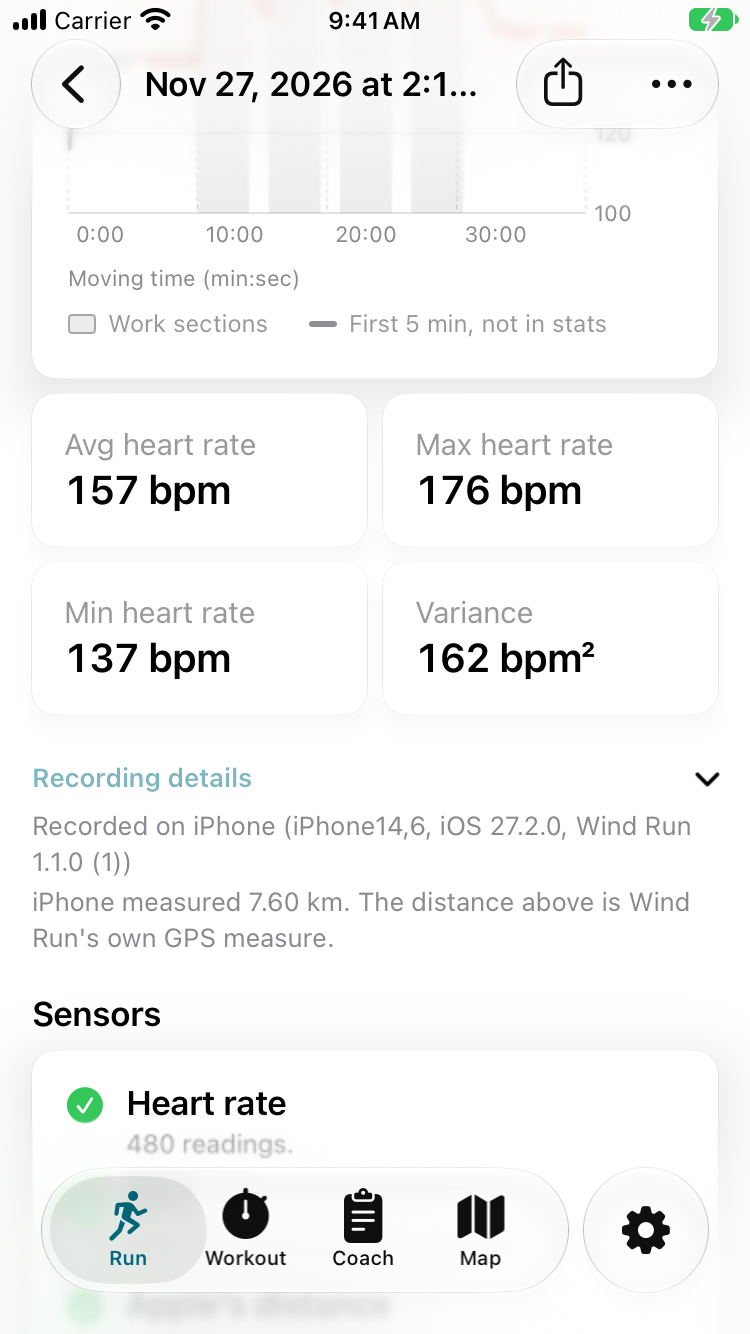 Carrier
9:41 AM
Nov 27, 2026 at 2:1...
120
100
0:00
10:00
20:00
30:00
Moving time (min:sec)
Work sections
First 5 min, not in stats
Avg heart rate
157 bpm
Max heart rate
176 bpm
Min heart rate
137 bpm
Variance
162 bpm²
Recording details
Recorded on iPhone (iPhone14,6, iOS 27.2.0, Wind Run
1.1.0 (1))
iPhone measured 7.60 km. The distance above is Wind
Run's own GPS measure.
Sensors
Heart rate
480 readings.
Run
Workout
Coach
Map
Apple's distance